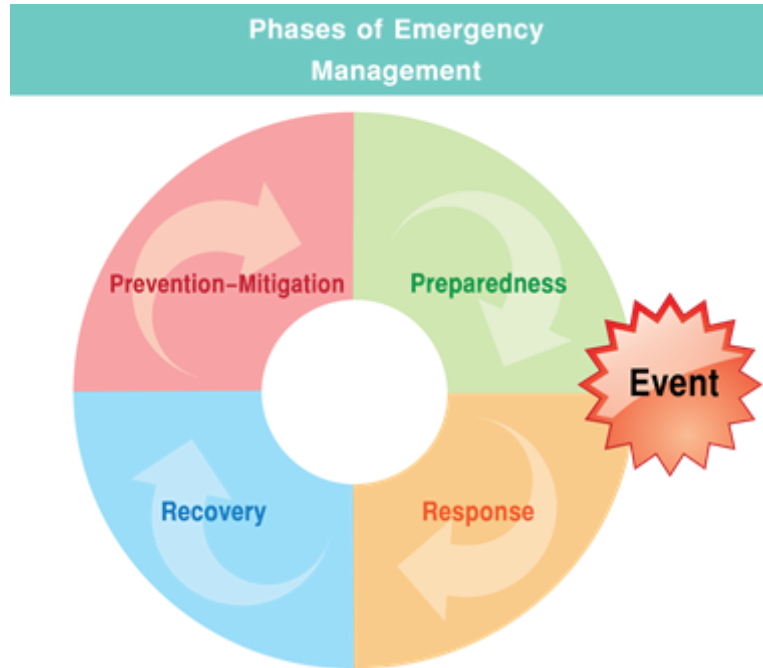 Phases of Emergency
Management
Prevention–Mitigation
Preparedness
Event
Recovery
Response